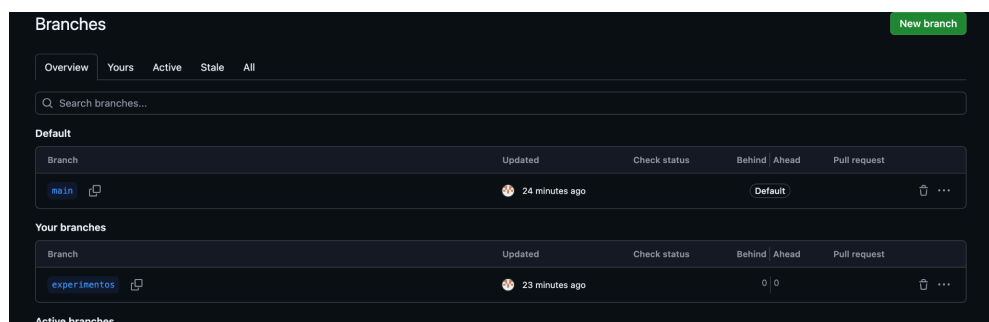 Branches
New branch
Overview Yours Active Stale All
Search branches...
Default
Branch Updated Check status Behind Ahead Pull request
main 24 minutes ago Default
Your branches
Branch Updated Check status Behind Ahead Pull request
experimentos 23 minutes ago 0 0
Active branches